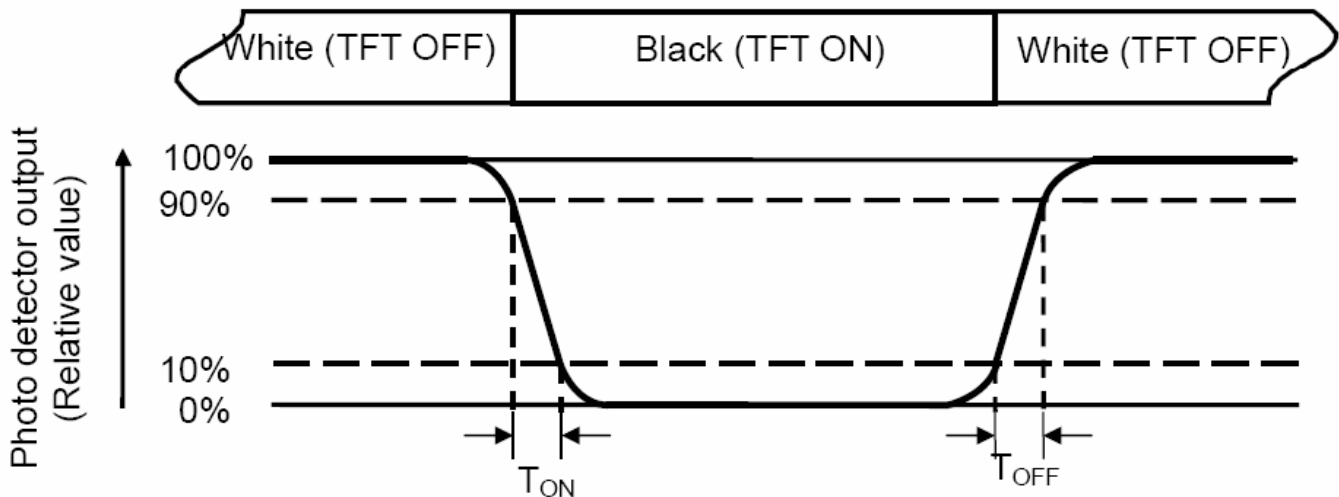 White (TFT OFF)
Black (TFT ON)
White (TFT OFF)
Photo detector output
(Relative value)
100%
90%
10%
0%
TON
TOFF